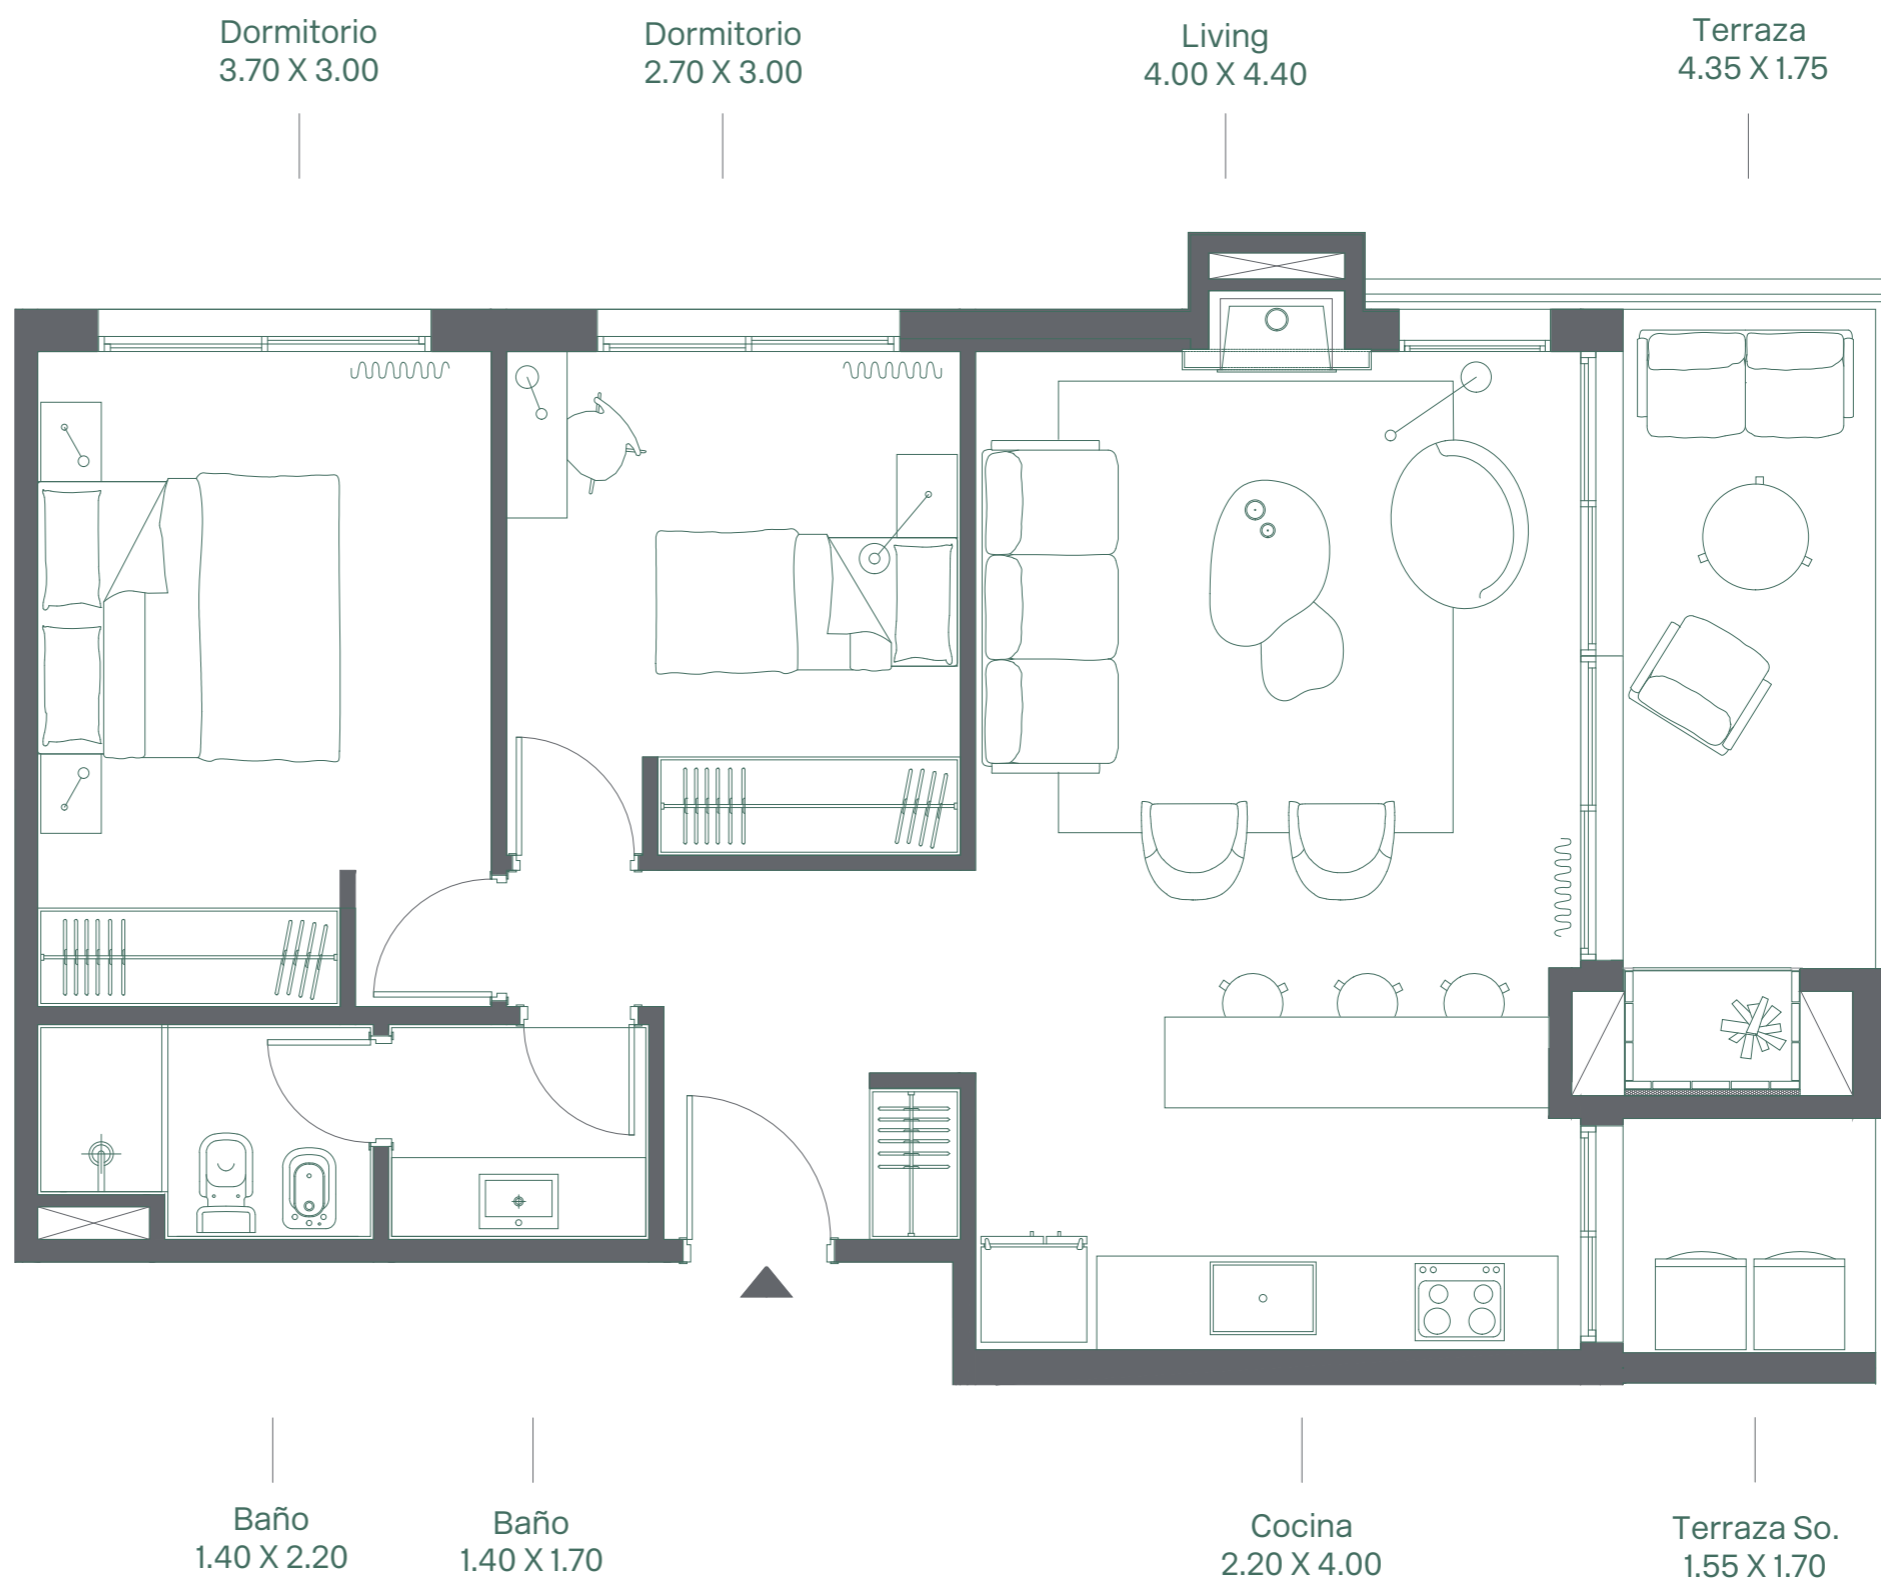 Dormitorio
3.70 X 3.00
Dormitorio
2.70 X 3.00
Living
4.00 X 4.40
Terraza
4.35 X 1.75
Baño
1.40 X 2.20
Baño
1.40 X 1.70
Cocina
2.20 X 4.00
Terraza So.
1.55 X 1.70